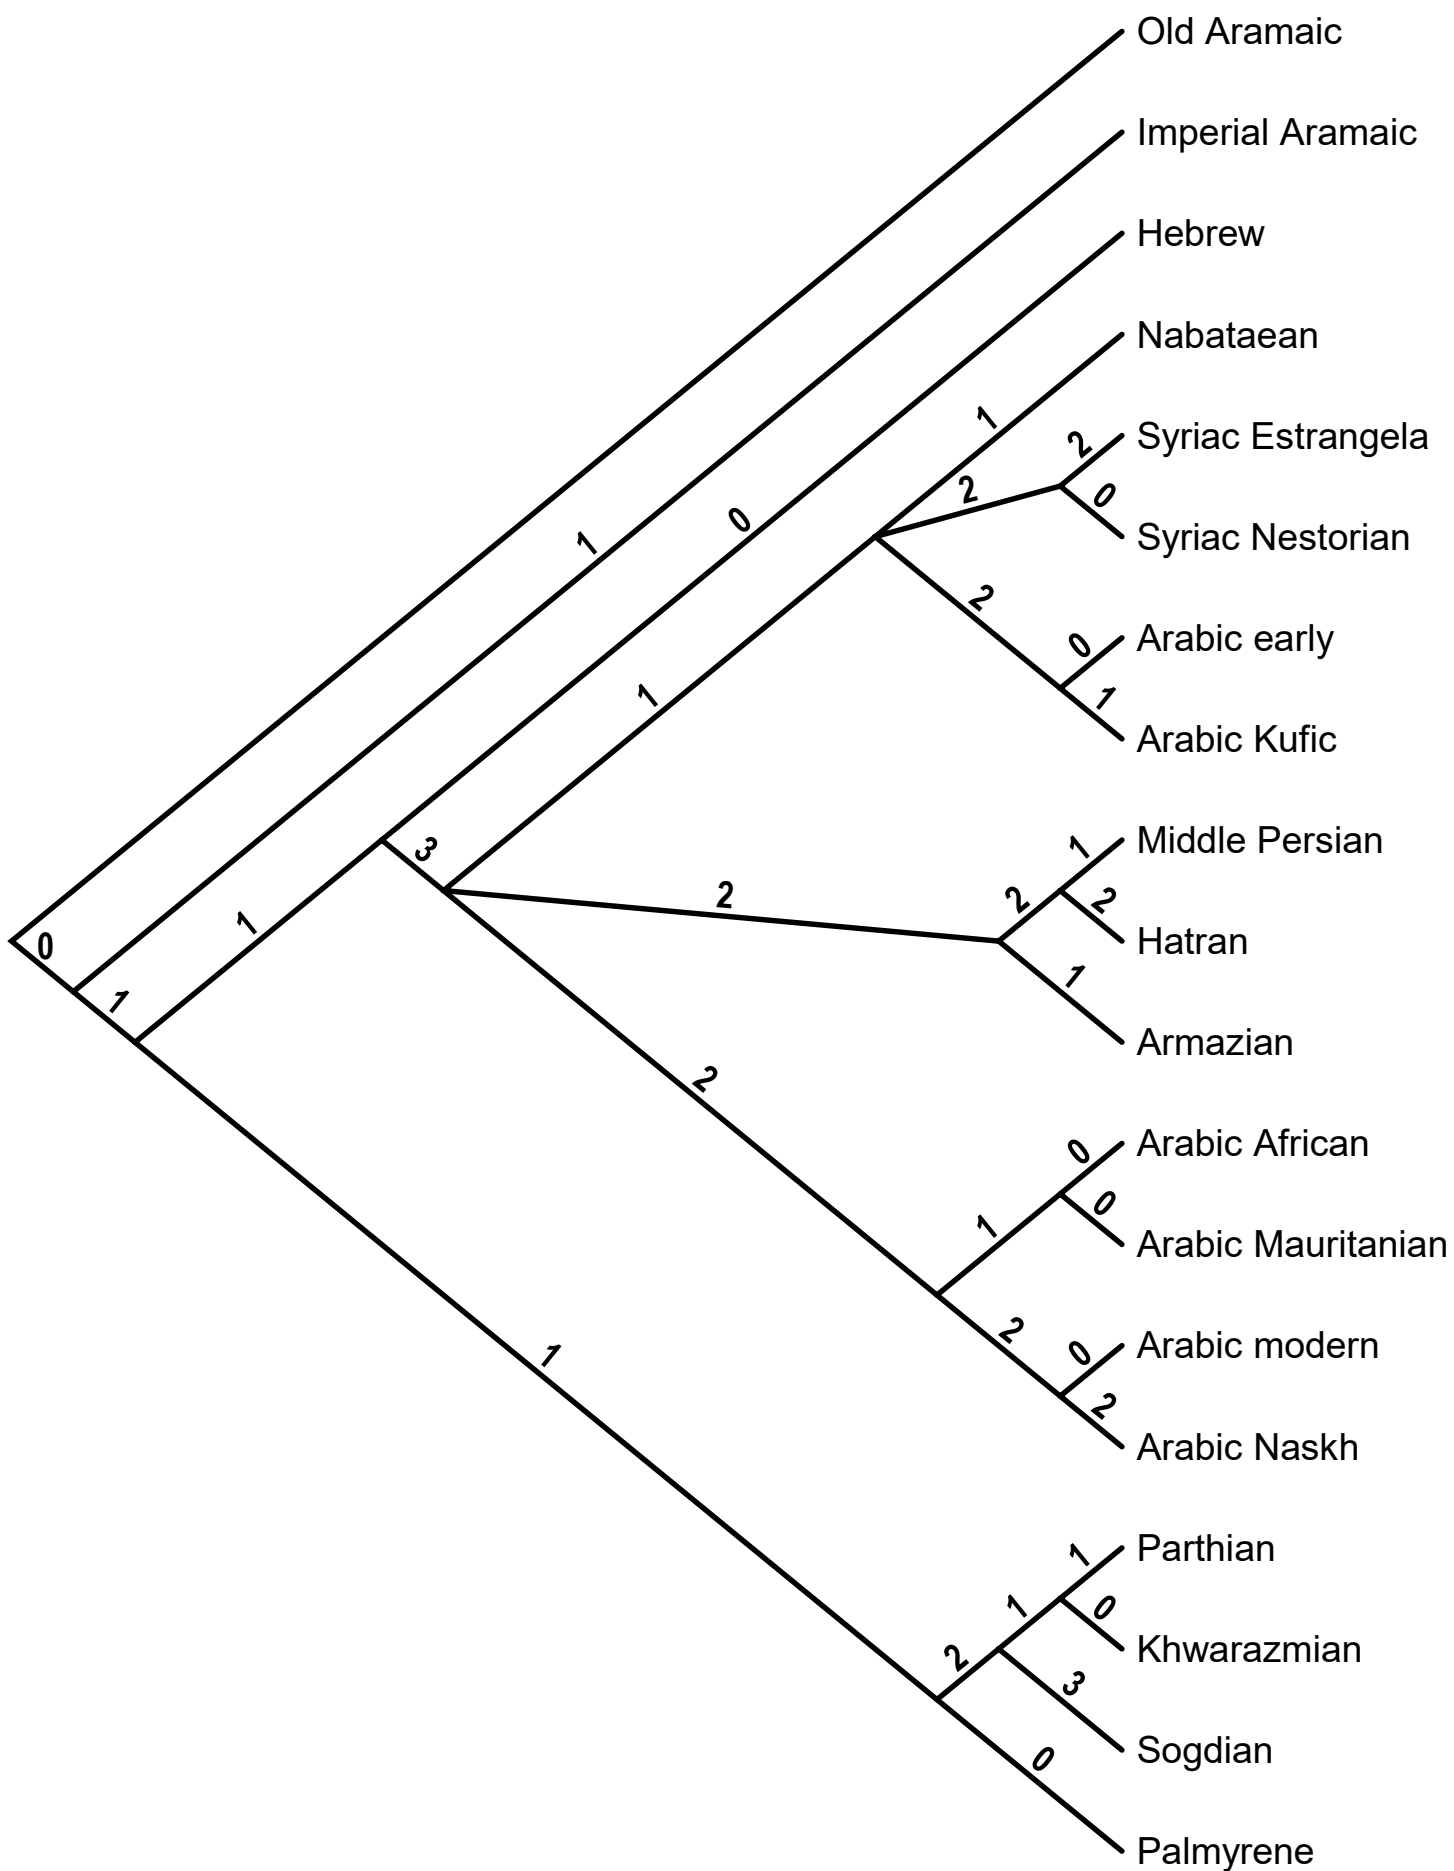 Old Aramaic
Imperial Aramaic
Hebrew
Nabataean
1
2
Syriac Estrangela
2
0
1
0
Syriac Nestorian
2
0
Arabic early
1
1
Arabic Kufic
3
1
Middle Persian
2
2
2
1
0
Hatran
1
1
Armazian
2
0
Arabic African
0
1
Arabic Mauritanian
2
0
Arabic modern
1
2
Arabic Naskh
1
Parthian
1
0
2
Khwarazmian
3
0
Sogdian
Palmyrene